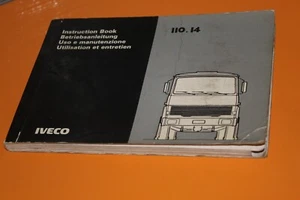 Instruction Book
Betriebsanleitung
Uso e manutenzione
Utilisation et entretien
110.14
IVECO